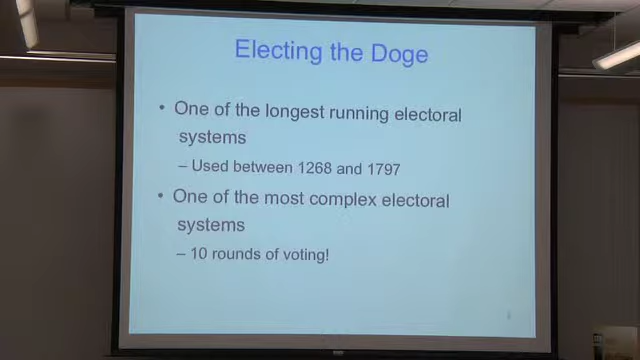 Electing the Doge
• One of the longest running electoral
systems
– Used between 1268 and 1797
• One of the most complex electoral
systems
– 10 rounds of voting!